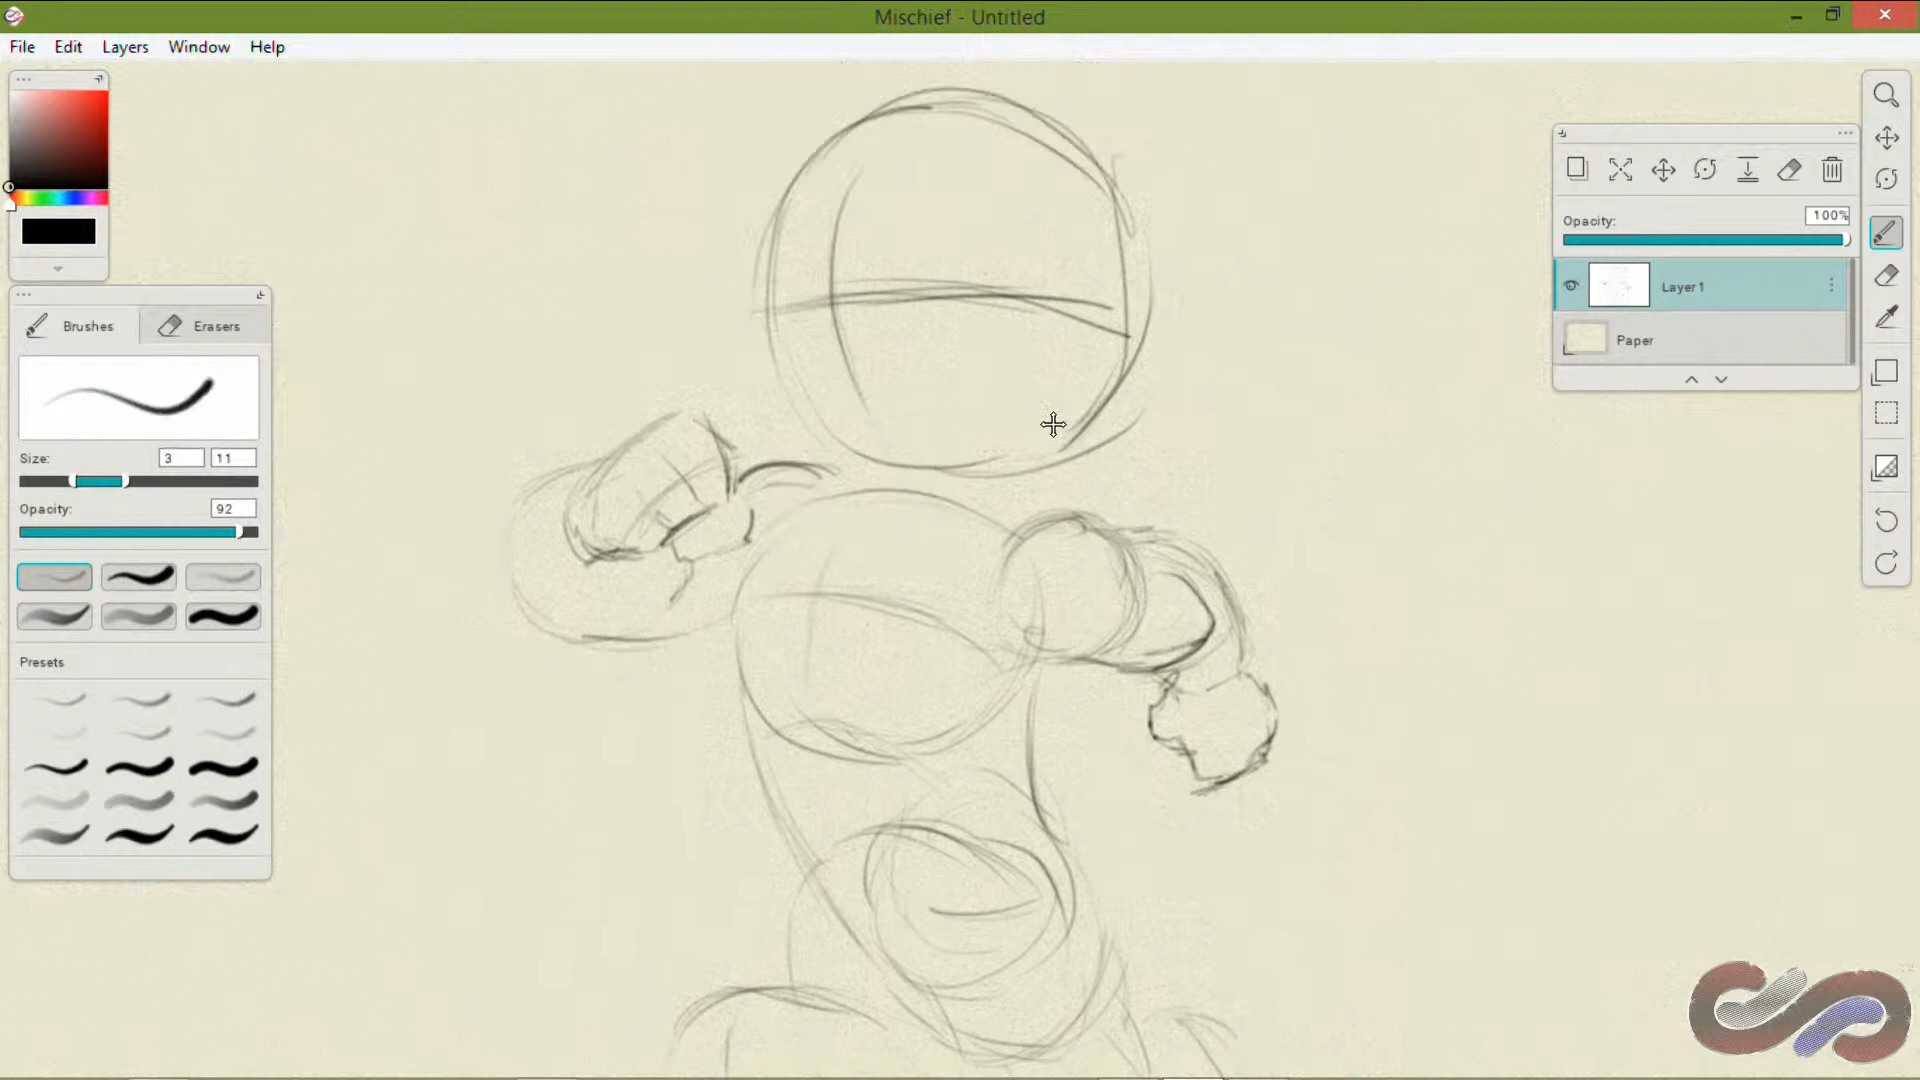 Mischief - Untitled
File Edit Layers Window Help
Brushes Erasers
Size: 3 11
Opacity: 92
Presets
Opacity: 100%
Layer 1
Paper